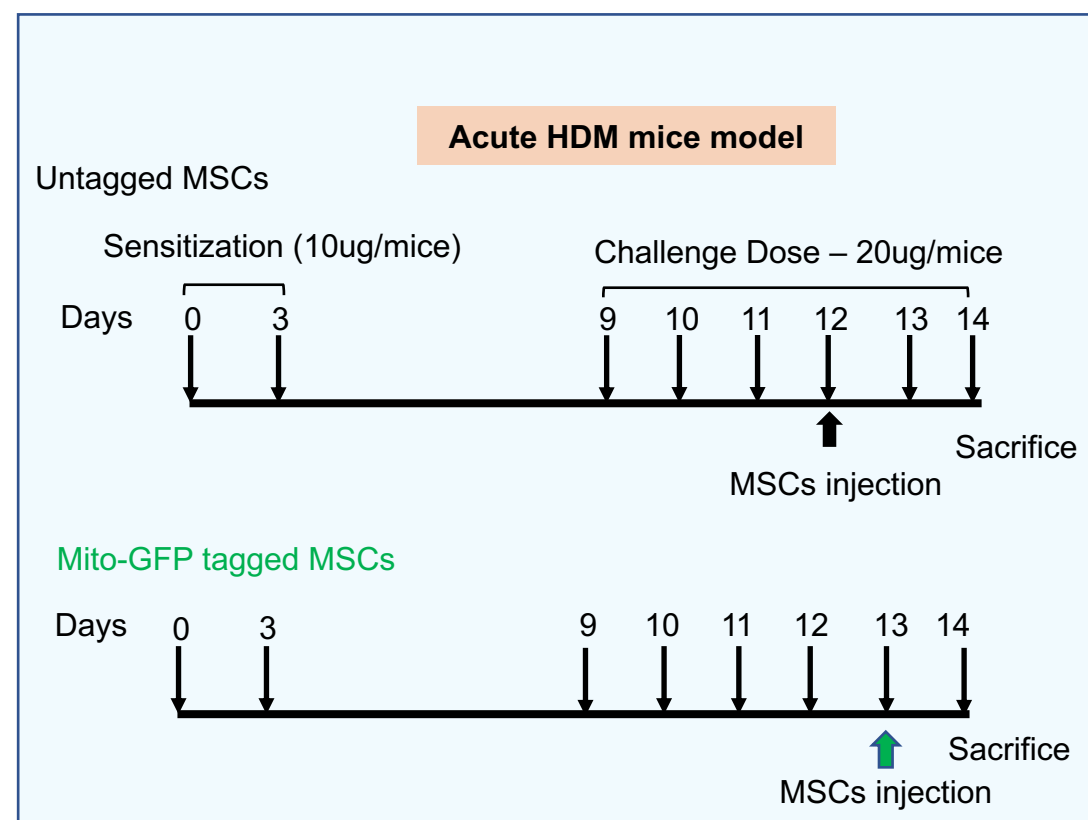 Acute HDM mice model
Untagged MSCs
Sensitization (10ug/mice)
Challenge Dose – 20ug/mice
Days 0 3 9 10 11 12 13 14
Sacrifice
MSCs injection
Mito-GFP tagged MSCs
Days 0 3 9 10 11 12 13 14
Sacrifice
MSCs injection